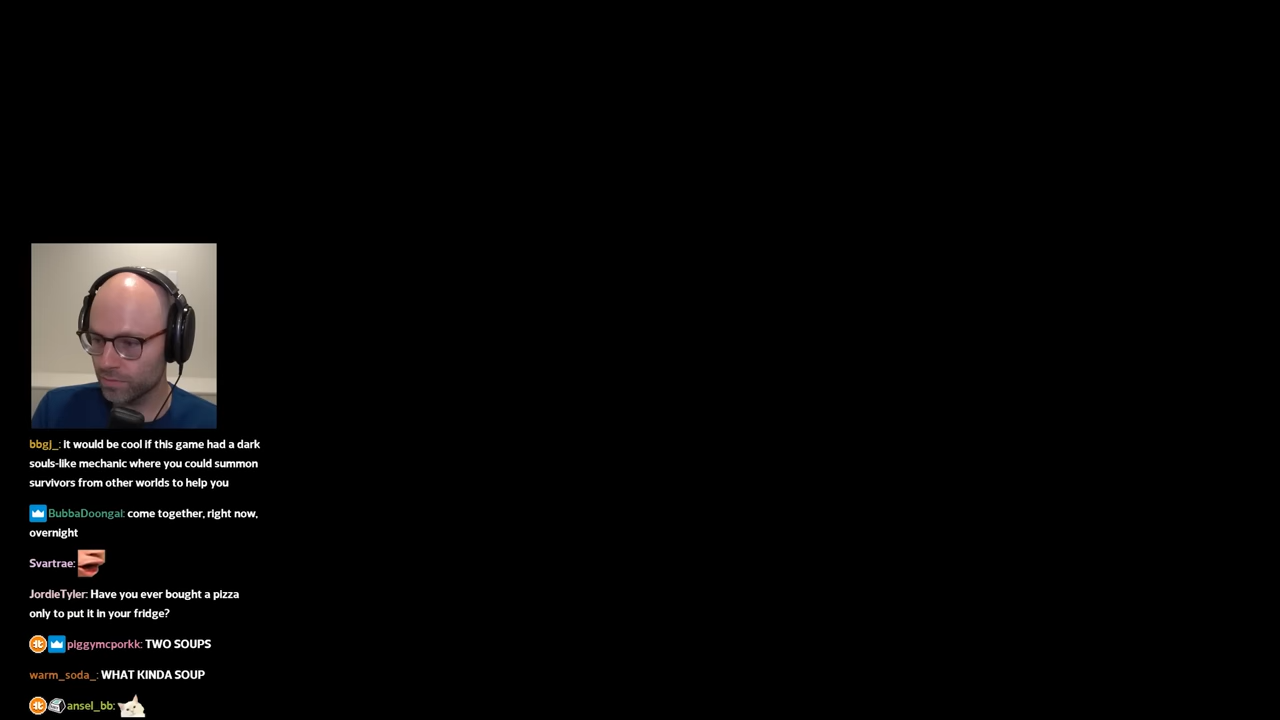 bbgj_: it would be cool if this game had a dark
souls-like mechanic where you could summon
survivors from other worlds to help you
BubbaDoongai: come together, right now,
overnight
Svartrae:
JordieTyler: Have you ever bought a pizza
only to put it in your fridge?
piggymcporkk: TWO SOUPS
warm_soda_: WHAT KINDA SOUP
ansel_bb: